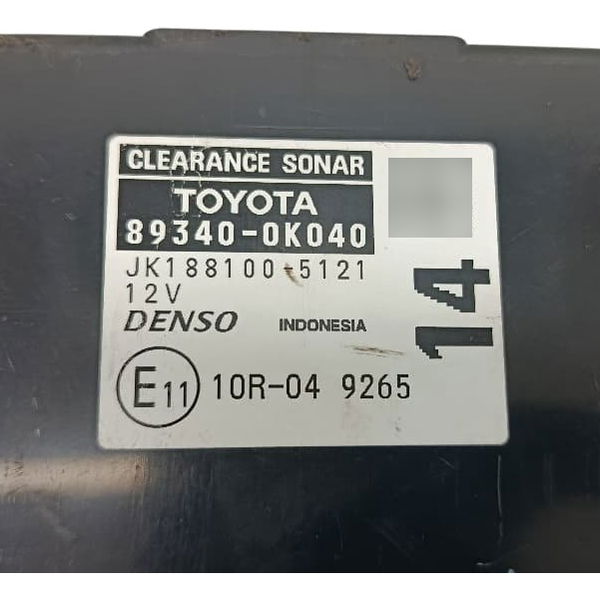 CLEARANCE SONAR
TOYOTA
89340-0K040
JK188100-5121
12V
DENSO INDONESIA
14
E11 10R-04 9265